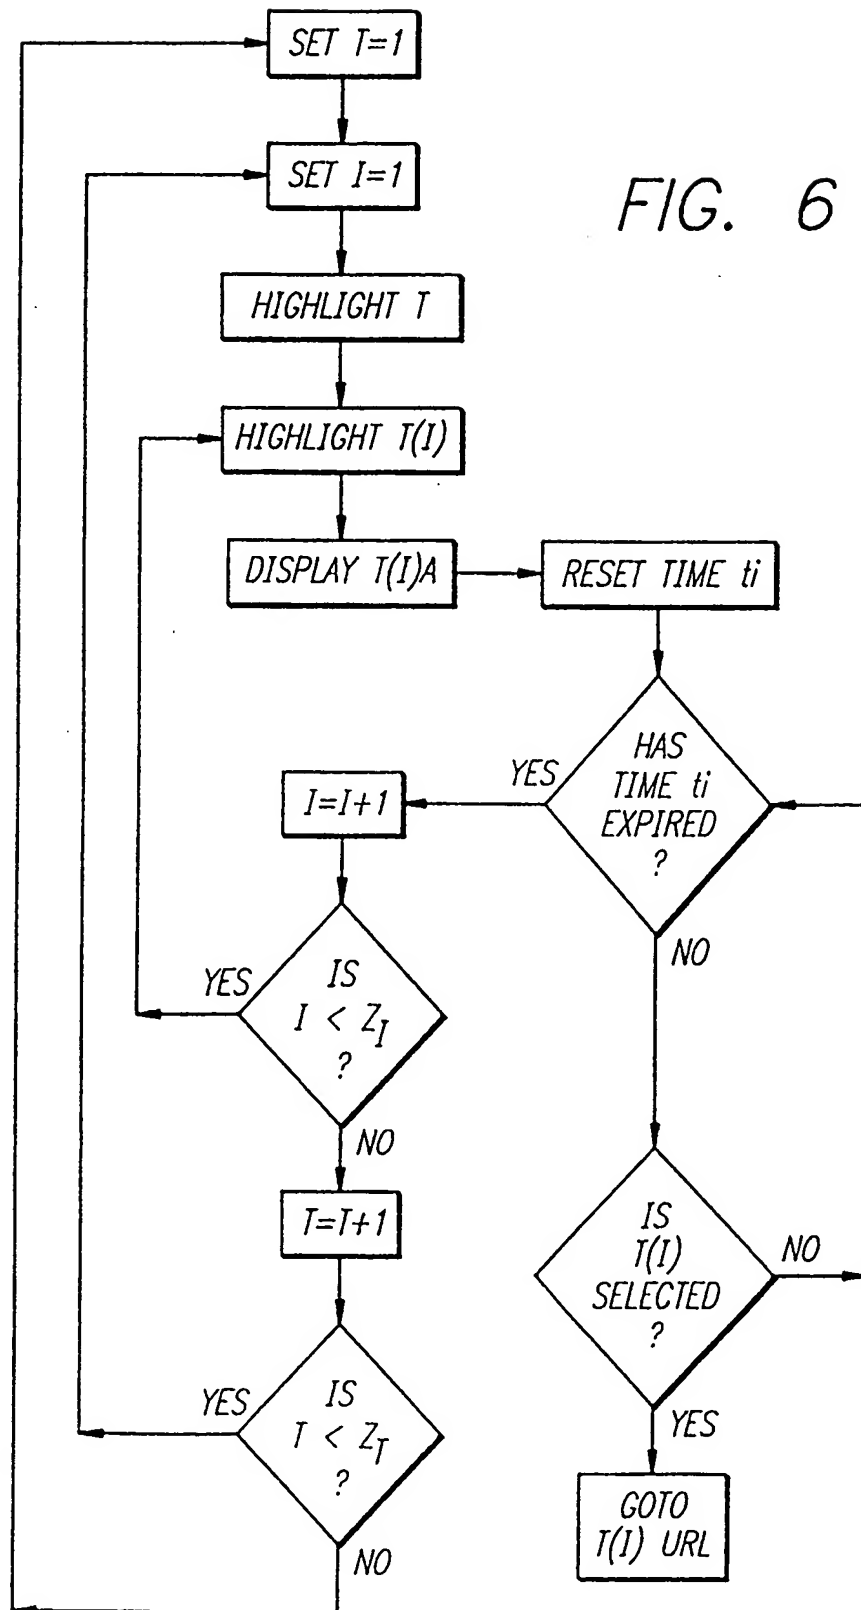 SET T=1
SET I=1
FIG. 6
HIGHLIGHT T
HIGHLIGHT T(I)
DISPLAY T(I)A
RESET TIME ti
HAS
TIME ti
EXPIRED
?
YES
NO
I=I+1
IS
I < Z_I
?
YES
NO
T=T+1
IS
T(I)
SELECTED
?
NO
YES
IS
T < Z_T
?
YES
NO
GOTO
T(I) URL